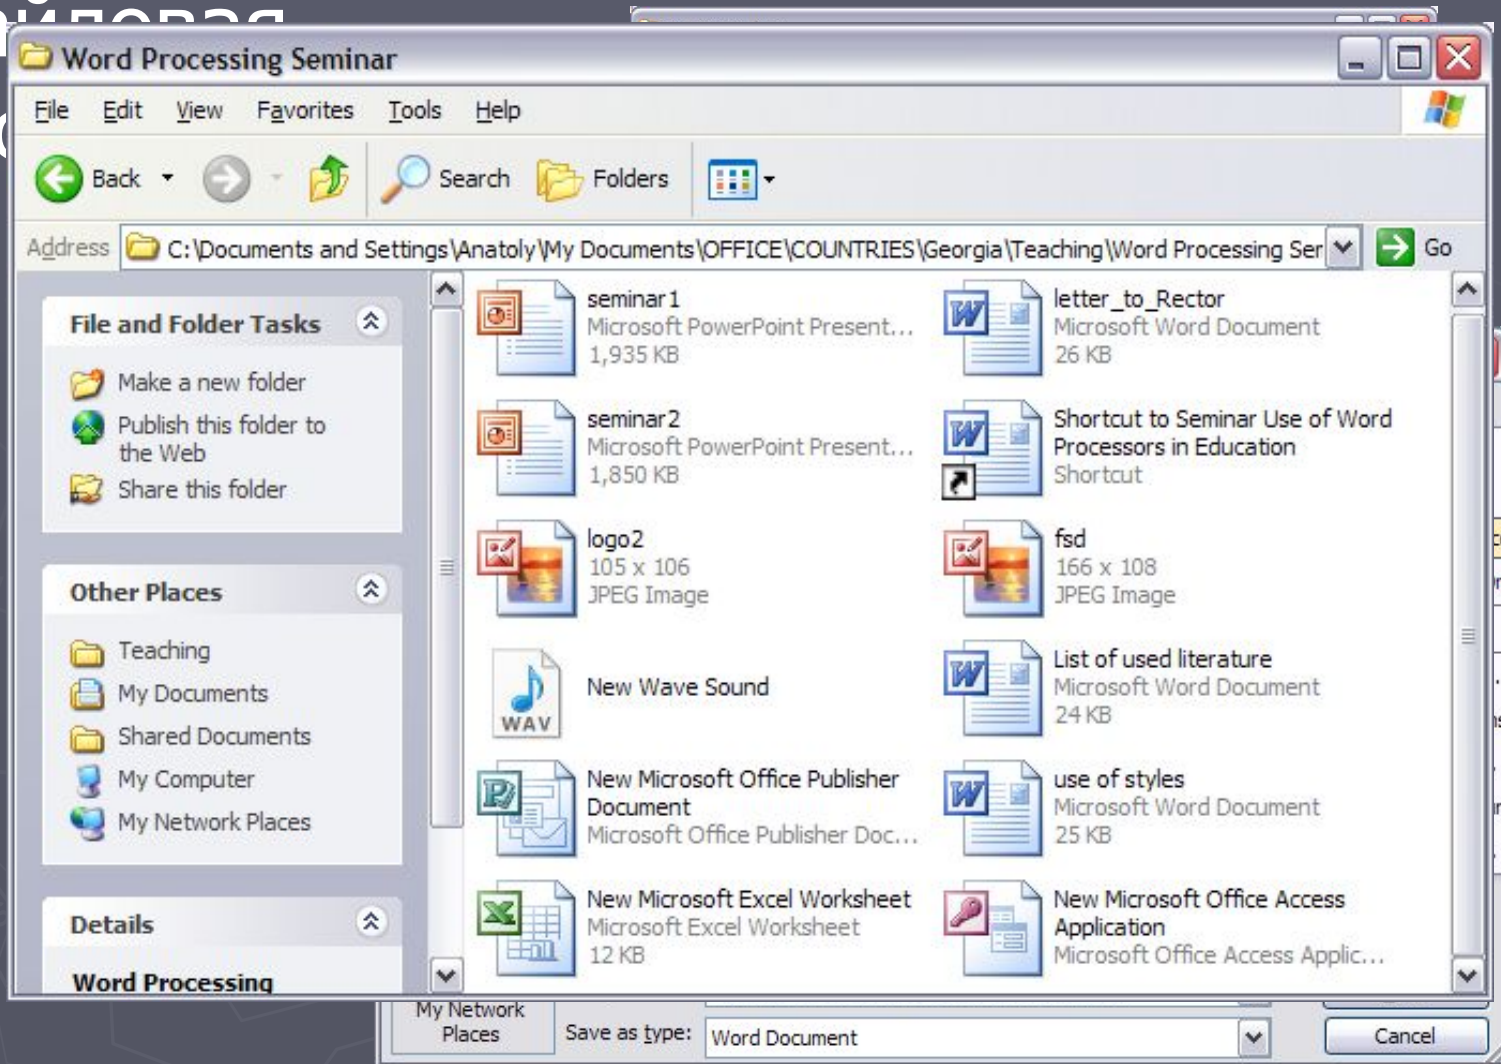 Word Processing Seminar
File Edit View Favorites Tools Help
Back Search Folders
Address C:\Documents and Settings\Anatoly\My Documents\OFFICE\COUNTRIES\Georgia\Teaching\Word Processing Ser Go
File and Folder Tasks
Make a new folder
Publish this folder to
the Web
Share this folder
Other Places
Teaching
My Documents
Shared Documents
My Computer
My Network Places
Details
Word Processing
seminar1
Microsoft PowerPoint Present...
1,935 KB
letter_to_Rector
Microsoft Word Document
26 KB
seminar2
Microsoft PowerPoint Present...
1,850 KB
Shortcut to Seminar Use of Word
Processors in Education
Shortcut
logo2
105 x 106
JPEG Image
fsd
166 x 108
JPEG Image
WAV
New Wave Sound
List of used literature
Microsoft Word Document
24 KB
New Microsoft Office Publisher
Document
Microsoft Office Publisher Doc...
use of styles
Microsoft Word Document
25 KB
New Microsoft Excel Worksheet
Microsoft Excel Worksheet
12 KB
New Microsoft Office Access
Application
Microsoft Office Access Applic...
My Network
Places
Save as type: Word Document
Cancel